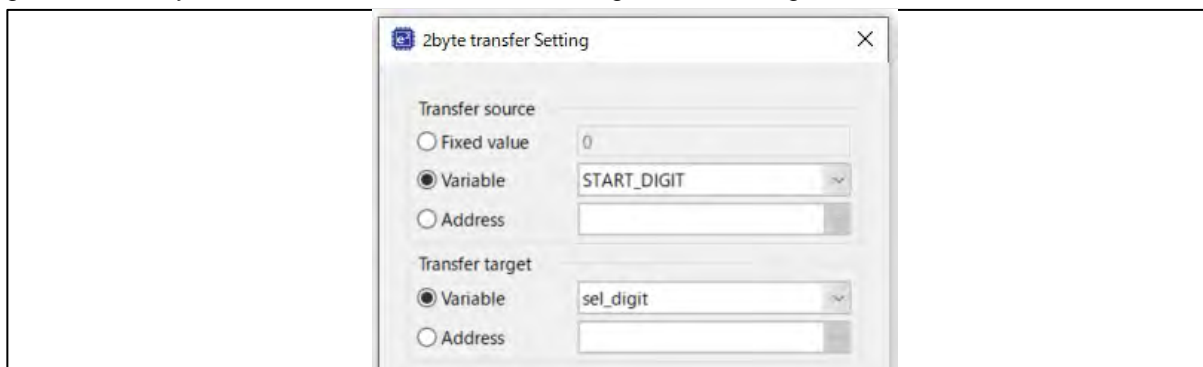 2byte transfer Setting
Transfer source
Fixed value 0
Variable START_DIGIT
Address
Transfer target
Variable sel_digit
Address